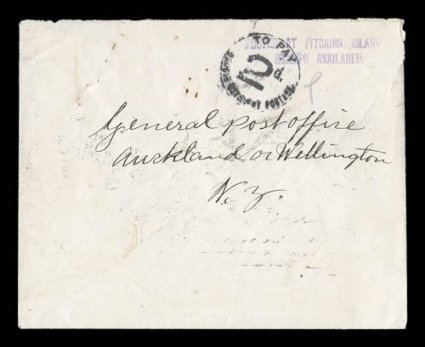 POSTED AT PITCAIRN ISLAND
STAMPS AVAILABLE
TO PAY
2d.
General post office
Auckland or Wellington
N.Z.